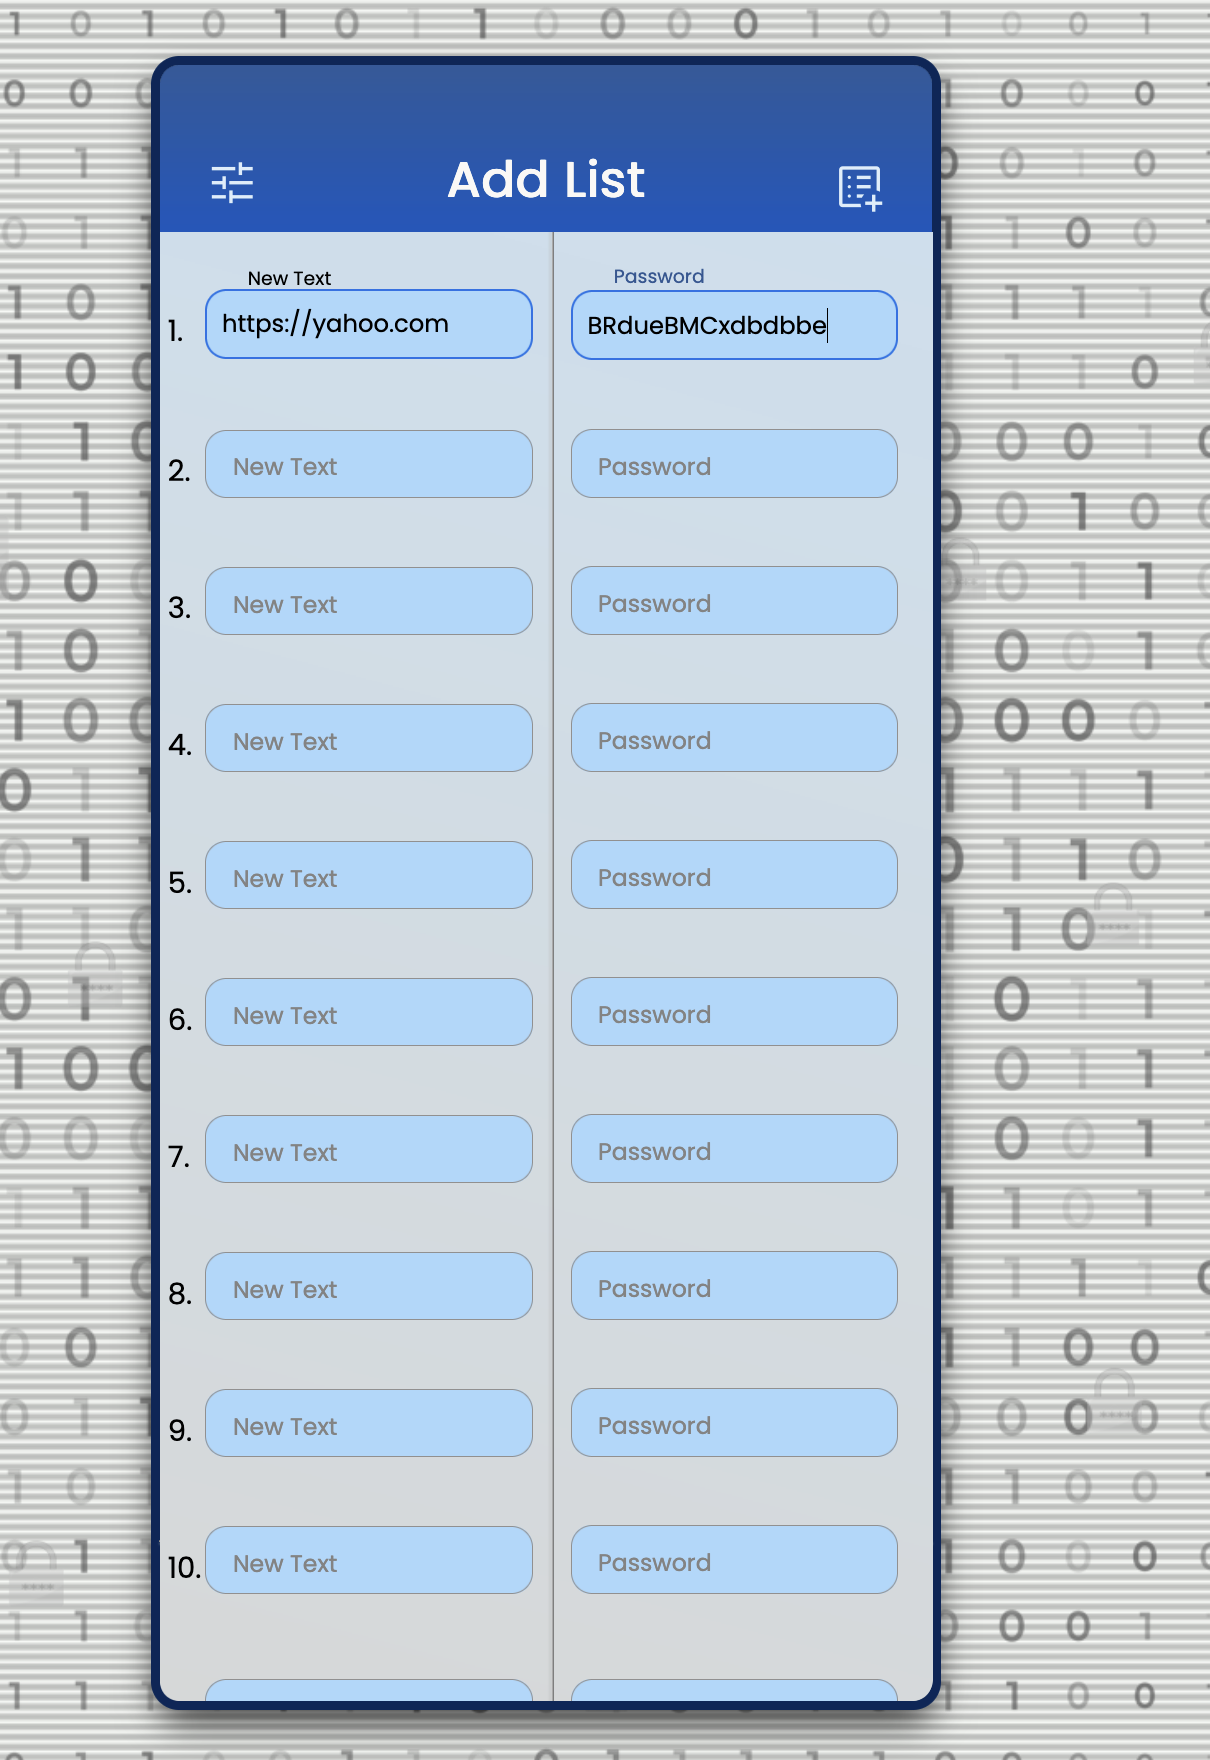 Add List
New Text Password
1. https://yahoo.com BRdueBMCxdbdbbe
2. New Text Password
3. New Text Password
4. New Text Password
5. New Text Password
6. New Text Password
7. New Text Password
8. New Text Password
9. New Text Password
10. New Text Password